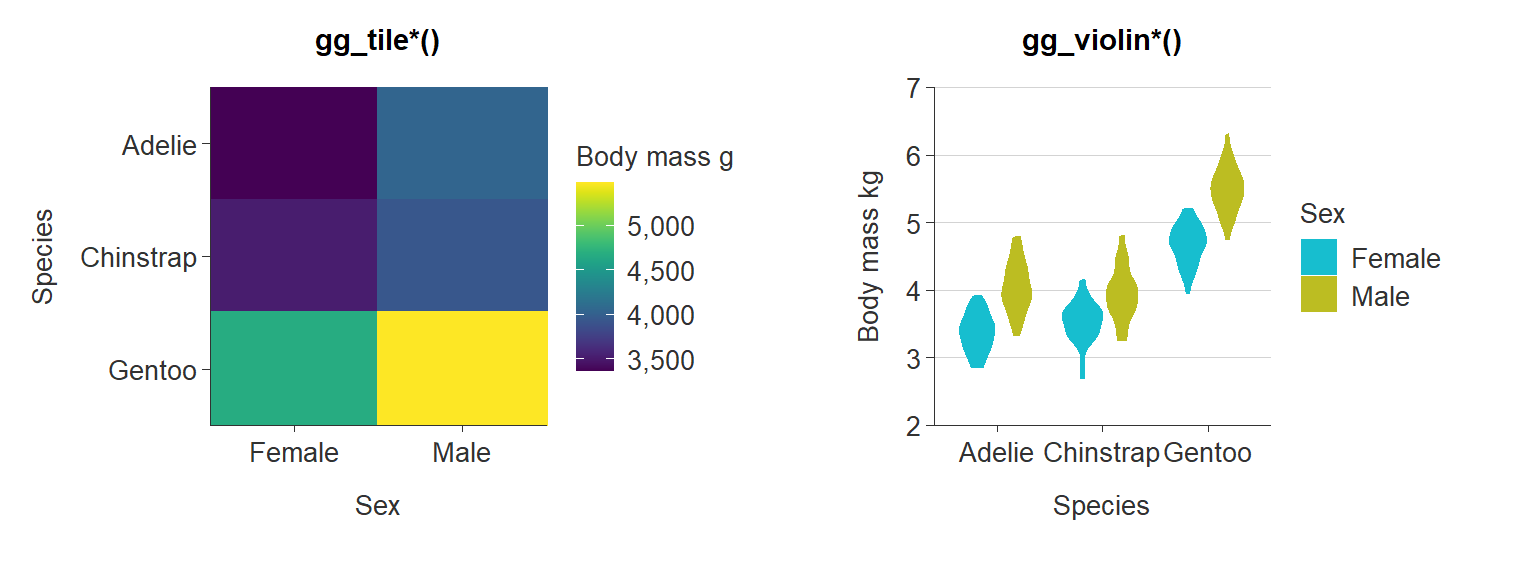 gg_tile*()
Species
Adelie
Chinstrap
Gentoo
Female Male
Sex
Body mass g
5,000
4,500
4,000
3,500
gg_violin*()
Body mass kg
7
6
5
4
3
2
Adelie Chinstrap Gentoo
Species
Sex
Female
Male